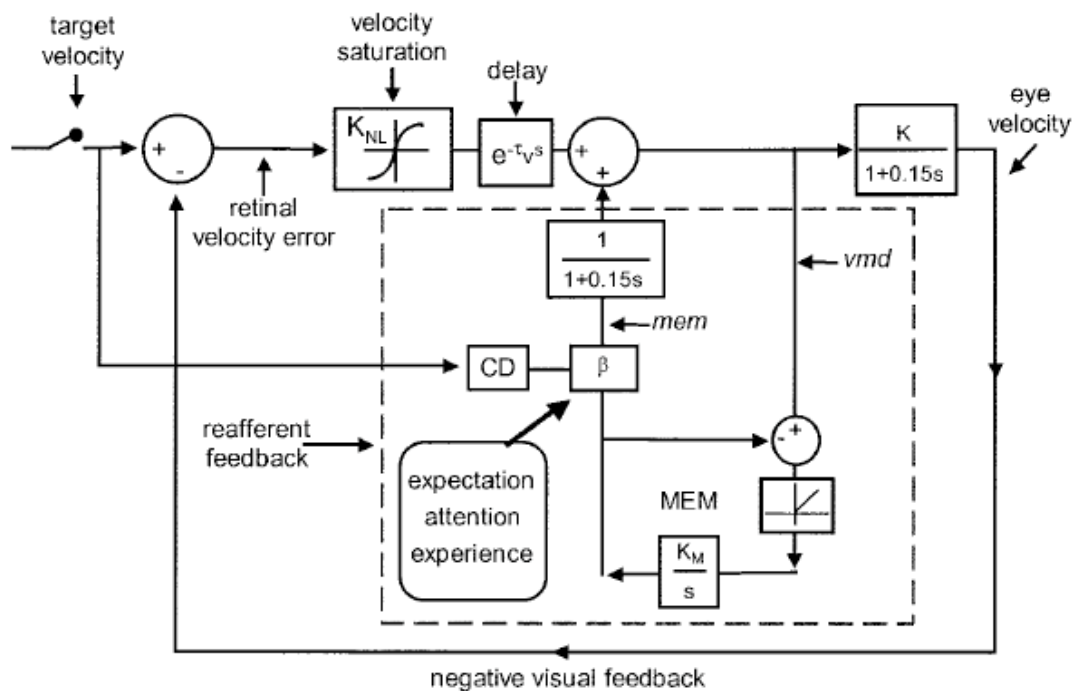 target
velocity
velocity
saturation
delay
eye
velocity
K_NL
e^-τ_v s
K
1+0.15s
+
-
+
+
retinal
velocity error
1
1+0.15s
vmd
mem
CD
β
reafferent
feedback
-
+
expectation
attention
experience
MEM
K_M
s
negative visual feedback